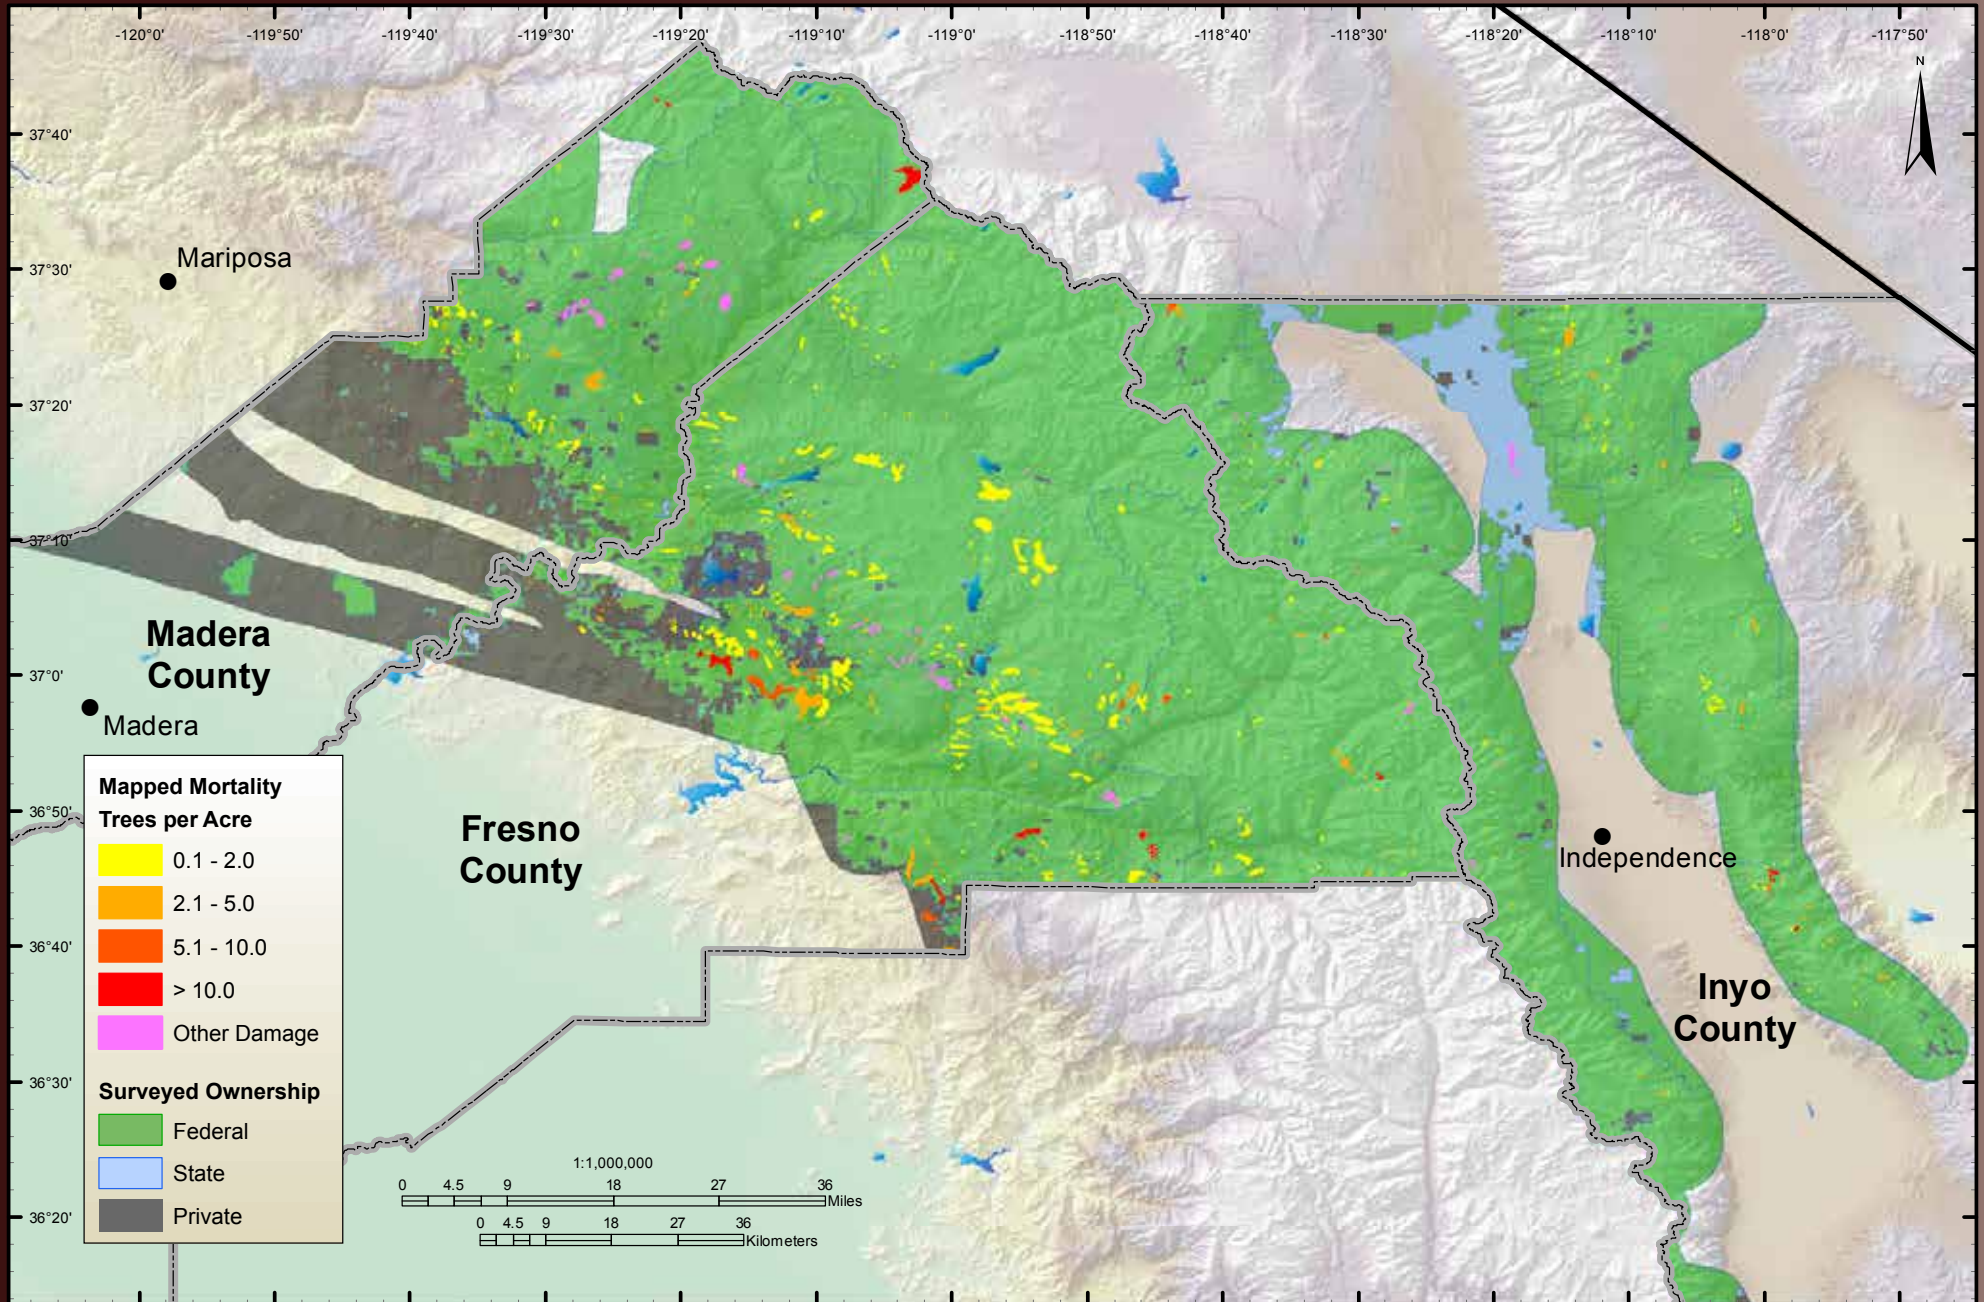 -120°0' -119°50' -119°40' -119°30' -119°20' -119°10' -119°0' -118°50' -118°40' -118°30' -118°20' -118°10' -118°0' -117°50'
N
37°40'
Mariposa
37°30'
37°20'
37°10'
Madera
County
37°0'
Madera
Mapped Mortality
Trees per Acre
0.1 - 2.0
2.1 - 5.0
5.1 - 10.0
> 10.0
Other Damage
Surveyed Ownership
Federal
State
Private
36°50'
Fresno
County
Independence
36°40'
Inyo
County
36°30'
36°20'
1:1,000,000
0 4.5 9 18 27 36
Miles
0 4.5 9 18 27 36
Kilometers